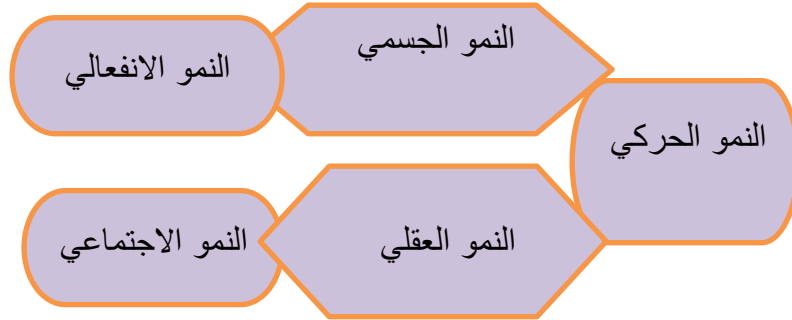 النمو الجسمي
النمو الانفعالي
النمو الحركي
النمو العقلي
النمو الاجتماعي